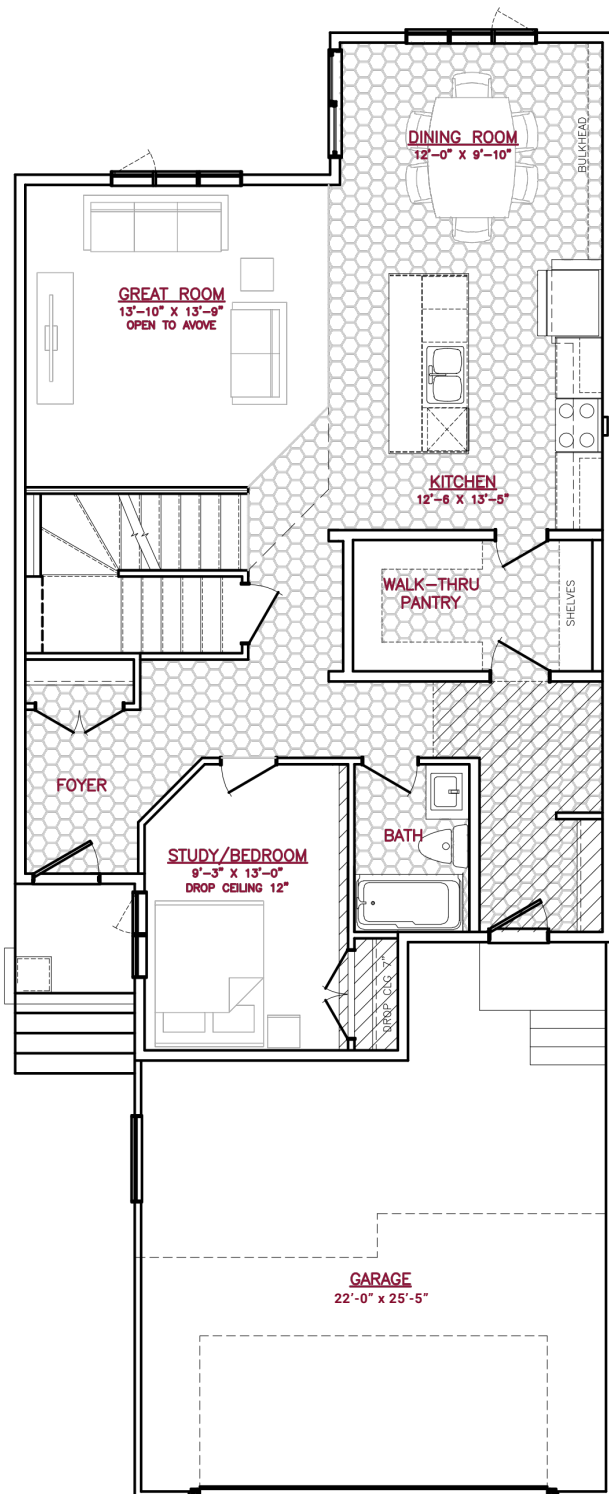 DINING ROOM
12'-0" X 9'-10"
BULKHEAD
GREAT ROOM
13'-10" X 13'-9"
OPEN TO AVOVE
KITCHEN
12'-6 X 13'-5"
WALK-THRU
PANTRY
SHELVES
FOYER
BATH
STUDY/BEDROOM
9'-3" X 13'-0"
DROP CEILING 12"
DROP CLG 7"
GARAGE
22'-0" x 25'-5"